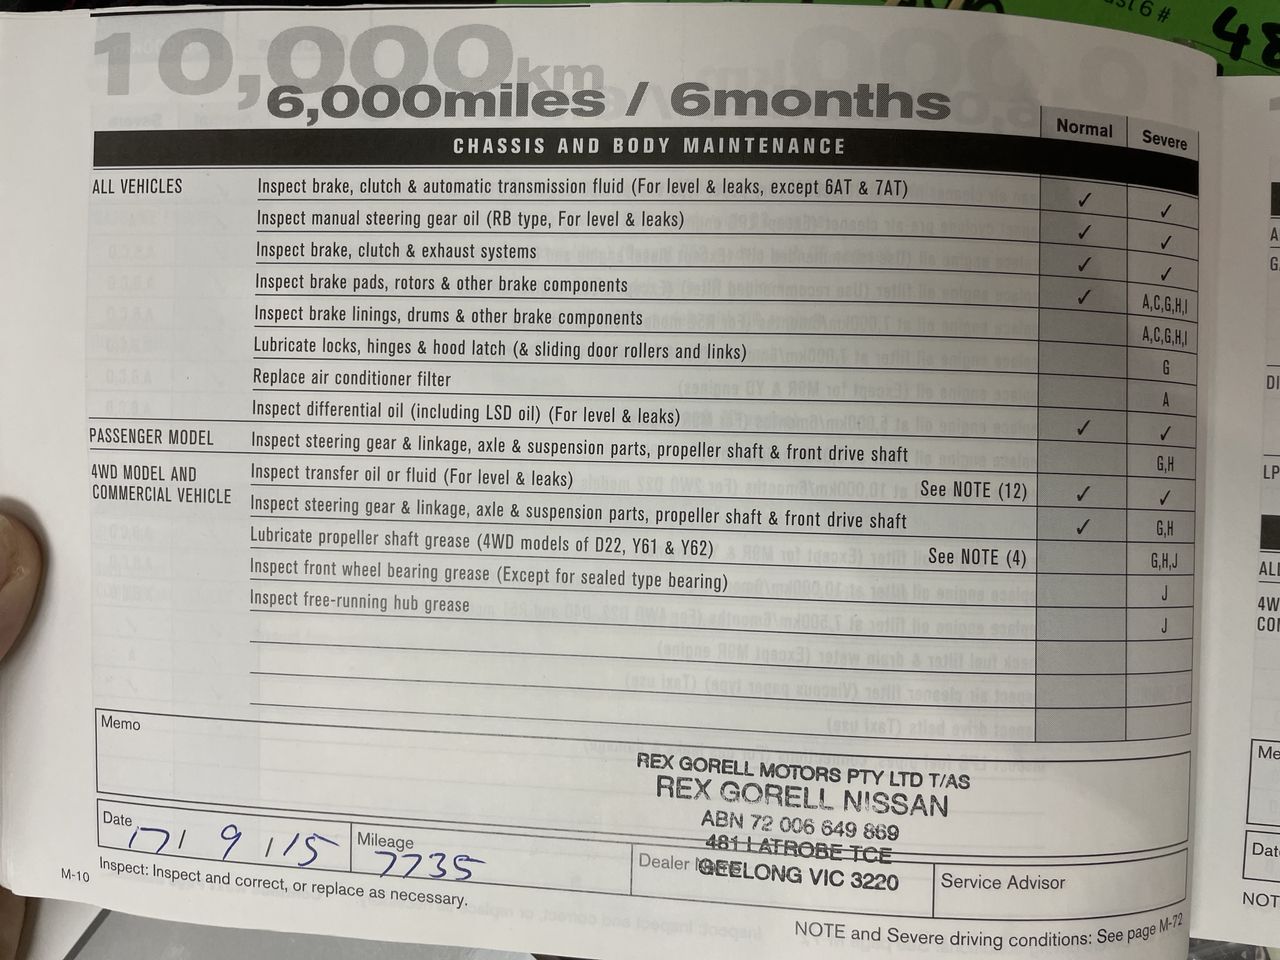 10,000km
6,000miles / 6months
Normal
Severe
CHASSIS AND BODY MAINTENANCE
ALL VEHICLES
Inspect brake, clutch & automatic transmission fluid (For level & leaks, except 6AT & 7AT) ✓ ✓
Inspect manual steering gear oil (RB type, For level & leaks) ✓ ✓
Inspect brake, clutch & exhaust systems ✓ ✓
Inspect brake pads, rotors & other brake components ✓ A,C,G,H,I
Inspect brake linings, drums & other brake components A,C,G,H,I
Lubricate locks, hinges & hood latch (& sliding door rollers and links) G
Replace air conditioner filter A
Inspect differential oil (including LSD oil) (For level & leaks) ✓ ✓
PASSENGER MODEL
Inspect steering gear & linkage, axle & suspension parts, propeller shaft & front drive shaft G,H
4WD MODEL AND
COMMERCIAL VEHICLE
Inspect transfer oil or fluid (For level & leaks) See NOTE (12) ✓ ✓
Inspect steering gear & linkage, axle & suspension parts, propeller shaft & front drive shaft ✓ G,H
Lubricate propeller shaft grease (4WD models of D22, Y61 & Y62) See NOTE (4) G,H,J
Inspect front wheel bearing grease (Except for sealed type bearing) J
Inspect free-running hub grease J
Memo
REX GORELL MOTORS PTY LTD T/AS
REX GORELL NISSAN
ABN 72 006 649 869
481 LATROBE TCE
GEELONG VIC 3220
Date 17/ 9 /15
Mileage 7735
Dealer
Service Advisor
M-10
Inspect: Inspect and correct, or replace as necessary.
NOTE and Severe driving conditions: See page M-72